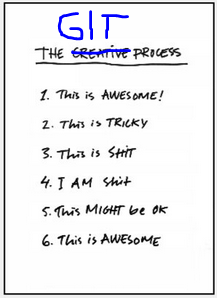 GIT
THE CREATIVE PROCESS
1. This is AWESOME!
2. This is TRICKY
3. This is SHIT
4. I AM Shit
5. This MIGHT be OK
6. This is AWESOME